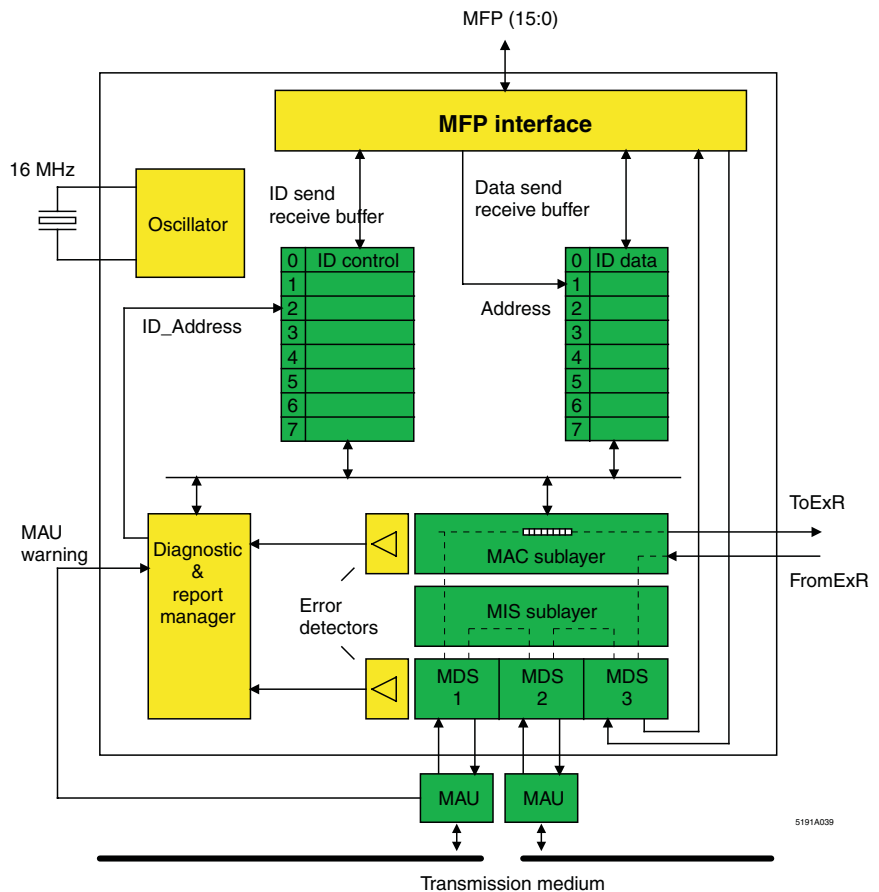 MFP (15:0)
MFP interface
16 MHz
Oscillator
ID send
receive buffer
Data send
receive buffer
0 ID control
1
2
3
4
5
6
7
0 ID data
1
2
3
4
5
6
7
ID_Address
Address
MAU
warning
Diagnostic
&
report
manager
Error
detectors
MAC sublayer
MIS sublayer
MDS
1
MDS
2
MDS
3
ToExR
FromExR
MAU
MAU
5191A039
Transmission medium